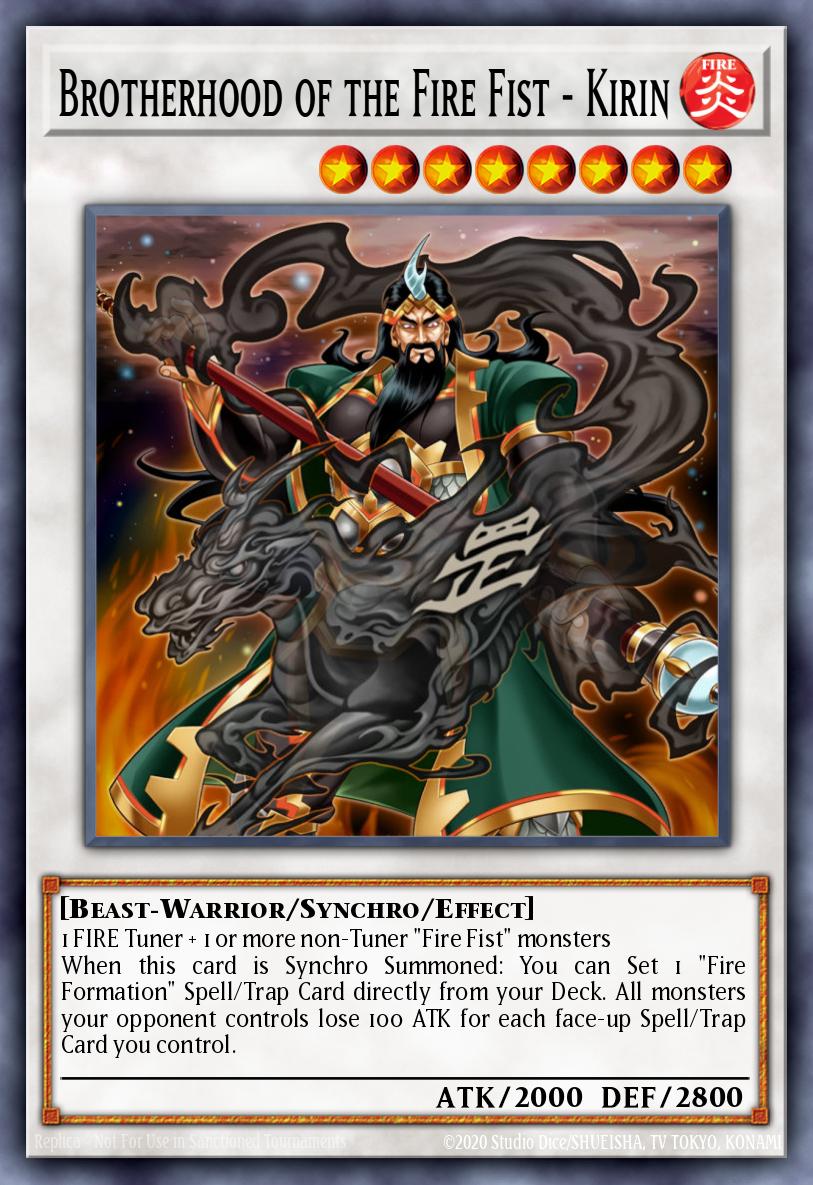 Brotherhood of the Fire Fist - Kirin
FIRE
炎
[Beast-Warrior/Synchro/Effect]
1 FIRE Tuner + 1 or more non-Tuner "Fire Fist" monsters
When this card is Synchro Summoned: You can Set 1 "Fire
Formation" Spell/Trap Card directly from your Deck. All monsters
your opponent controls lose 100 ATK for each face-up Spell/Trap
Card you control.
ATK/2000 DEF/2800
Replica - Not For Use in Sanctioned Tournaments
©2020 Studio Dice/SHUEISHA, TV TOKYO, KONAMI